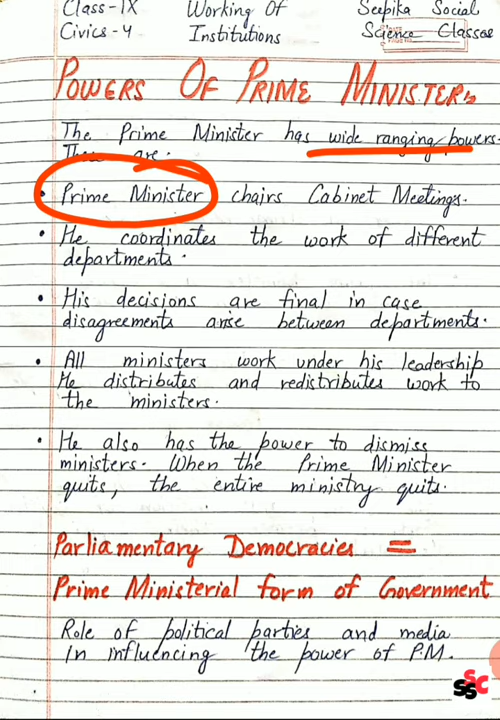 Class-IX Working Of Seepika Social
Civics-4 Institutions Science Classes
POWERS OF PRIME MINISTER
The Prime Minister has wide ranging powers.
These are.
• Prime Minister chairs Cabinet Meetings.
• He coordinates the work of different
departments.
• His decisions are final in case
disagreements arise between departments.
• All ministers work under his leadership
He distributes and redistributes work to
the ministers.
• He also has the power to dismiss
ministers. When the Prime Minister
quits, the entire ministry quits.
Parliamentary Democracies =
Prime Ministerial form of Government
Role of political parties and media
in influencing the power of P.M.
SSSC